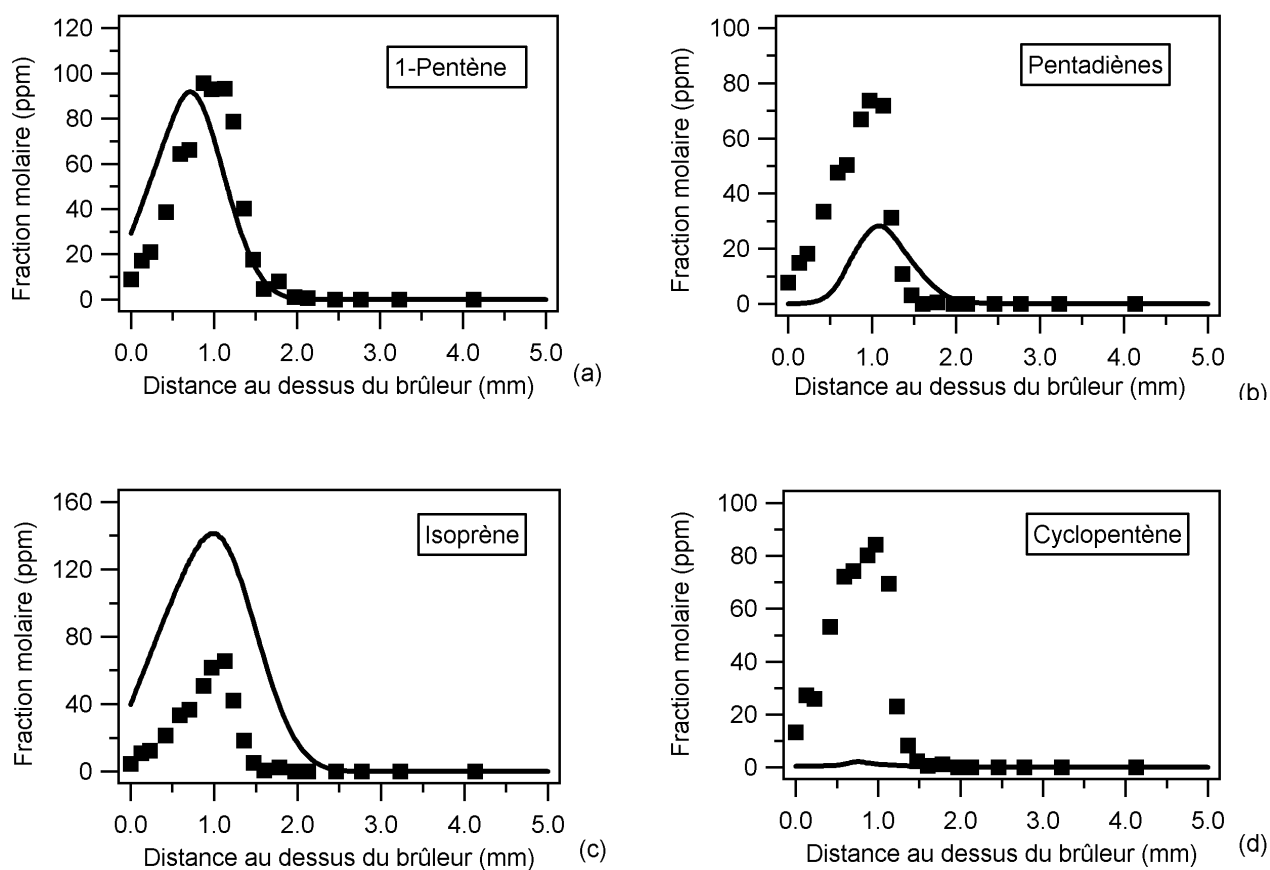 120
100
80
60
40
20
0
Fraction molaire (ppm)
1-Pentène
0.0 1.0 2.0 3.0 4.0 5.0
Distance au dessus du brûleur (mm)
(a)
100
80
60
40
20
0
Fraction molaire (ppm)
Pentadiènes
0.0 1.0 2.0 3.0 4.0 5.0
Distance au dessus du brûleur (mm)
(b)
160
120
80
40
0
Fraction molaire (ppm)
Isoprène
0.0 1.0 2.0 3.0 4.0 5.0
Distance au dessus du brûleur (mm)
(c)
100
80
60
40
20
0
Fraction molaire (ppm)
Cyclopentène
0.0 1.0 2.0 3.0 4.0 5.0
Distance au dessus du brûleur (mm)
(d)